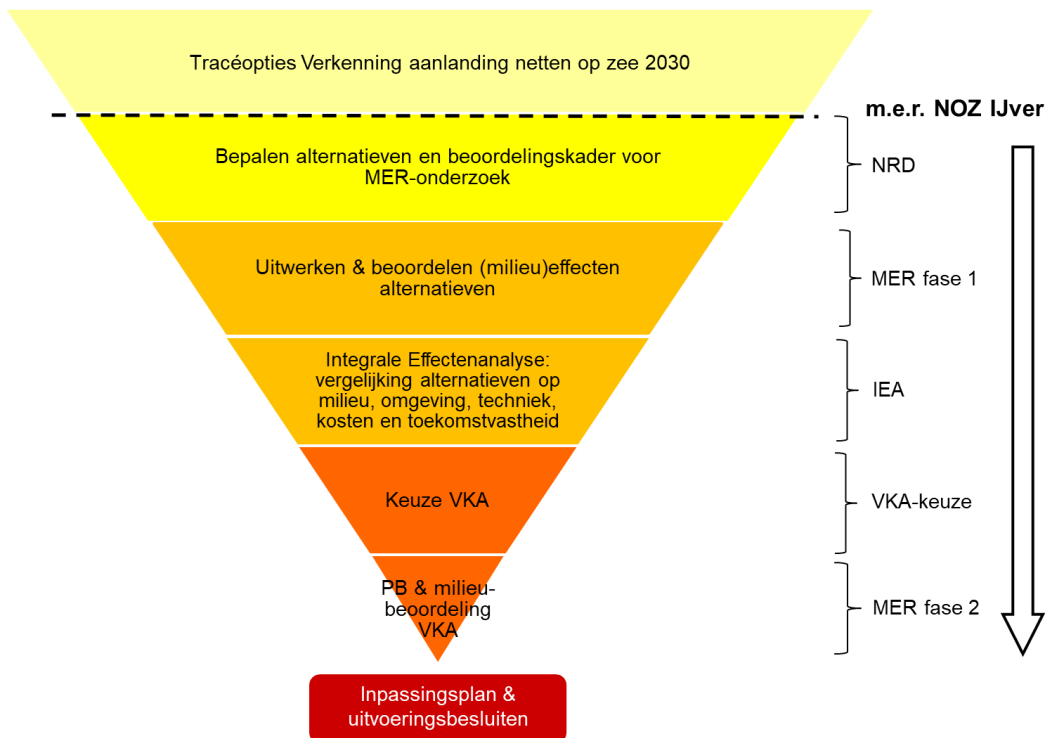 Tracéopties Verkenning aanlanding netten op zee 2030
m.e.r. NOZ IJver
Bepalen alternatieven en beoordelingskader voor
MER-onderzoek
NRD
Uitwerken & beoordelen (milieu)effecten
alternatieven
MER fase 1
Integrale Effectenanalyse:
vergelijking alternatieven op
milieu, omgeving, techniek,
kosten en toekomstvastheid
IEA
Keuze VKA
VKA-keuze
PB & milieu-
beoordeling
VKA
MER fase 2
Inpassingsplan &
uitvoeringsbesluiten